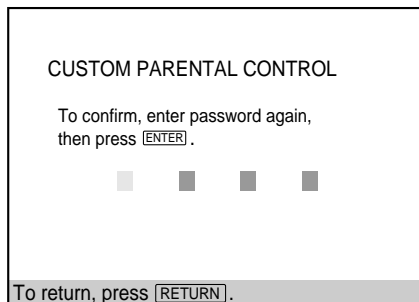 CUSTOM PARENTAL CONTROL
To confirm, enter password again,
then press ENTER .
To return, press RETURN .